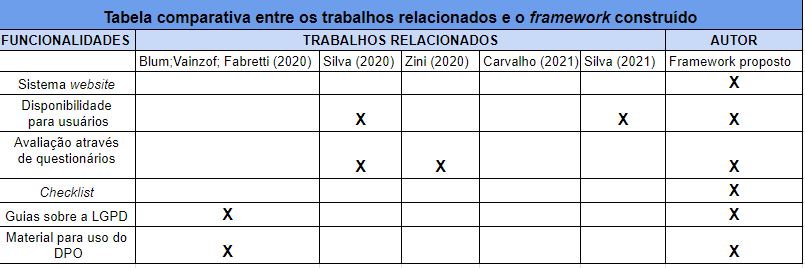 Tabela comparativa entre os trabalhos relacionados e o framework construído
FUNCIONALIDADES TRABALHOS RELACIONADOS AUTOR
Blum;Vainzof; Fabretti (2020) Silva (2020) Zini (2020) Carvalho (2021) Silva (2021) Framework proposto
Sistema website X
Disponibilidade
para usuários X X X
Avaliação através
de questionários X X X
Checklist X
Guias sobre a LGPD X X
Material para uso do
DPO X X